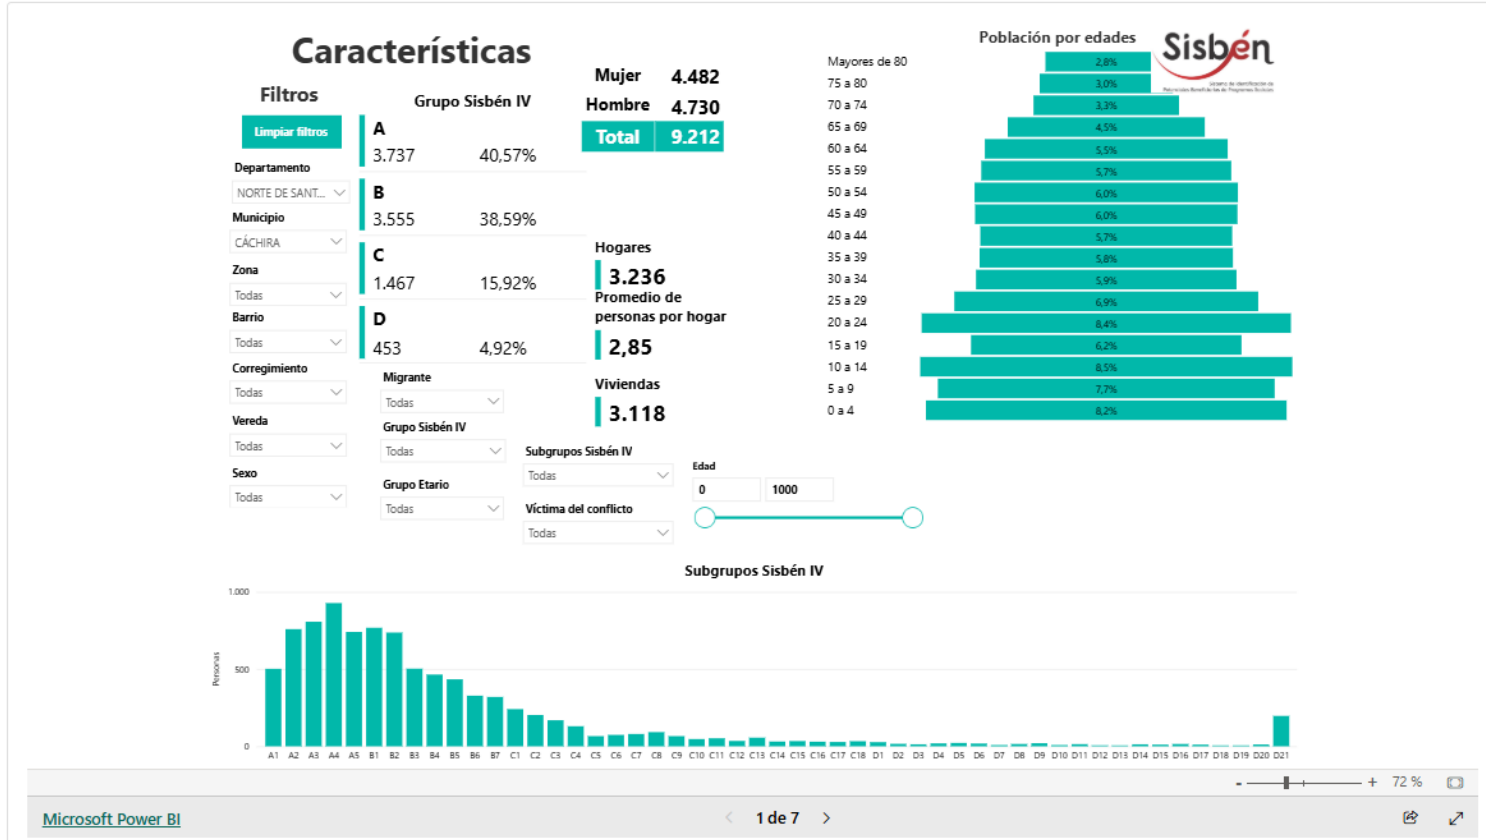 Característicias
Filtros
Limpiar filtros
Departamento
NORTE DE SANT...
Municipio
CÁCHIRA
Zona
Todas
Barrio
Todas
Corregimiento
Todas
Vereda
Todas
Sexo
Todas
Grupo Sisbén IV
A
3.737 40,57%
B
3.555 38,59%
C
1.467 15,92%
D
453 4,92%
Migrante
Todas
Grupo Sisbén IV
Todas
Grupo Etario
Todas
Mujer 4.482
Hombre 4.730
Total 9.212
Hogares
3.236
Promedio de
personas por hogar
2,85
Viviendas
3.118
Subgrupos Sisbén IV
Todas
Víctima del conflicto
Todas
Edad
0 1000
Población por edades
Sisbén
Mayores de 80 2,8%
75 a 80 3,0%
70 a 74 3,3%
65 a 69 4,5%
60 a 64 5,5%
55 a 59 5,7%
50 a 54 6,0%
45 a 49 6,0%
40 a 44 5,7%
35 a 39 5,8%
30 a 34 5,9%
25 a 29 6,9%
20 a 24 8,4%
15 a 19 6,2%
10 a 14 8,5%
5 a 9 7,7%
0 a 4 8,2%
Subgrupos Sisbén IV
Personas
1.000
500
0
A1 A2 A3 A4 A5 B1 B2 B3 B4 B5 B6 B7 C1 C2 C3 C4 C5 C6 C7 C8 C9 C10 C11 C12 C13 C14 C15 C16 C17 C18 D1 D2 D3 D4 D5 D6 D7 D8 D9 D10 D11 D12 D13 D14 D15 D16 D17 D18 D19 D20 D21
- + 72 %
Microsoft Power BI
1 de 7